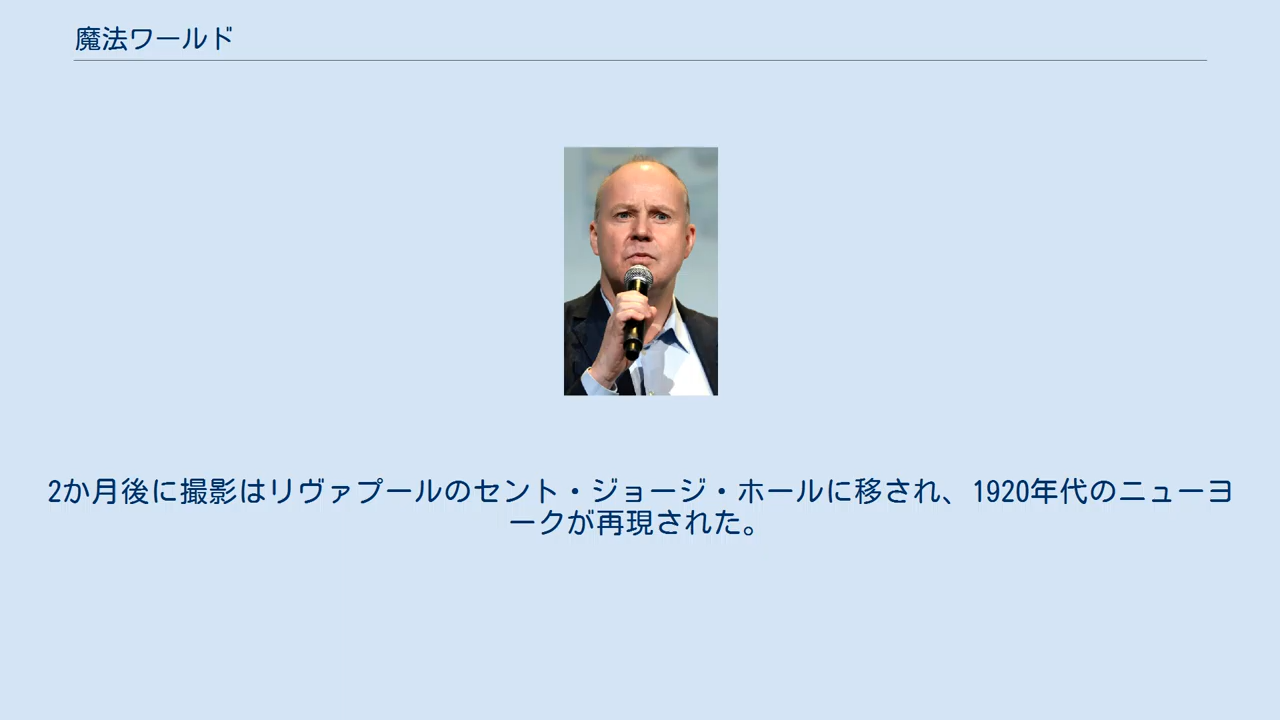 魔法ワールド
2か月後に撮影はリヴァプールのセント・ジョージ・ホールに移され、1920年代のニューヨ
ークが再現された。